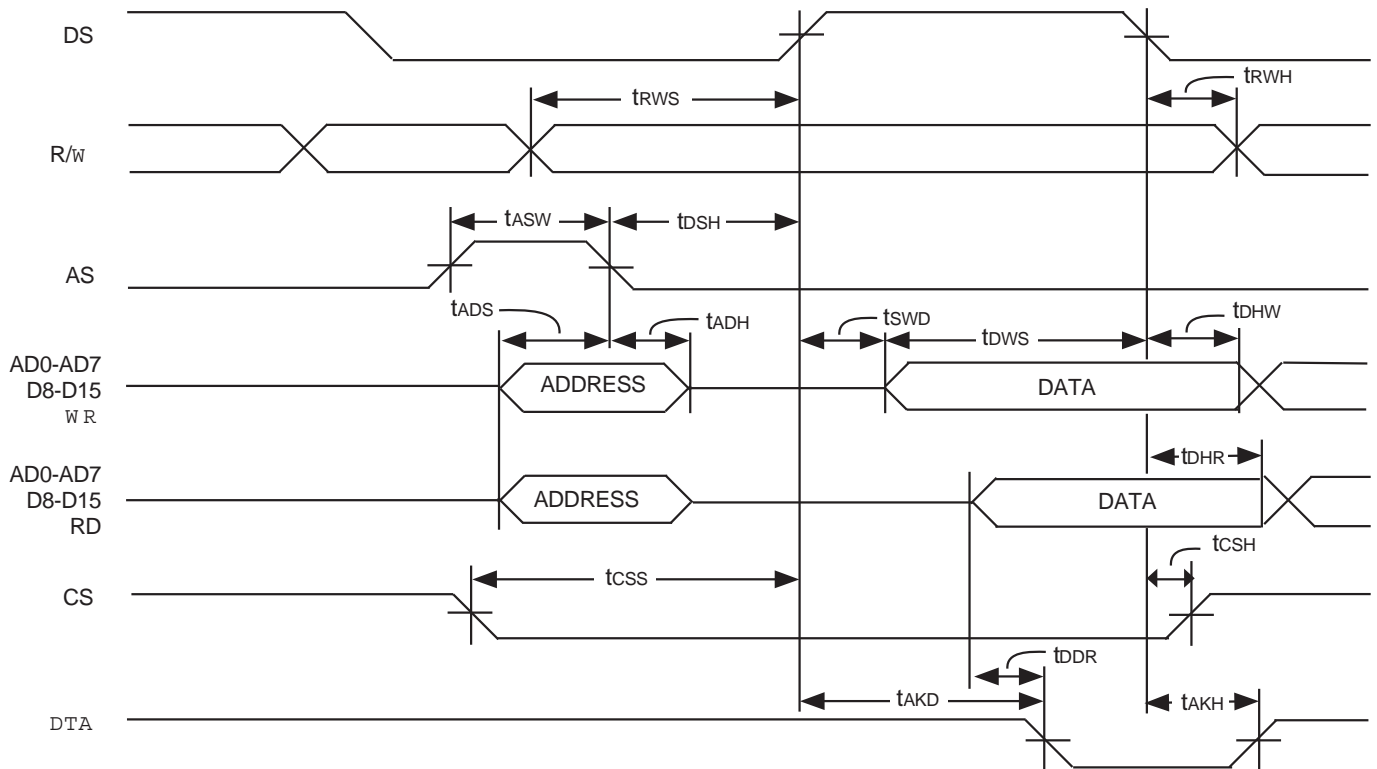 DS
tRWH
tRWS
R/W
tASW
tDSH
AS
tADS
tADH
tSWD
tDWS
tDHW
AD0-AD7
D8-D15
WR
ADDRESS
DATA
tDHR
AD0-AD7
D8-D15
RD
ADDRESS
DATA
tCSH
tCSS
CS
tDDR
tAKD
tAKH
DTA